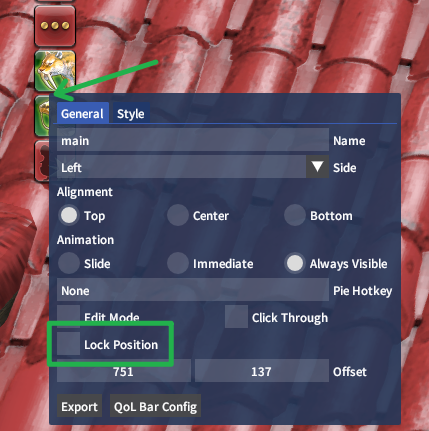 General Style
main Name
Left Side
Alignment
Top Center Bottom
Animation
Slide Immediate Always Visible
None Pie Hotkey
Edit Mode Click Through
Lock Position
751 137 Offset
Export QoL Bar Config